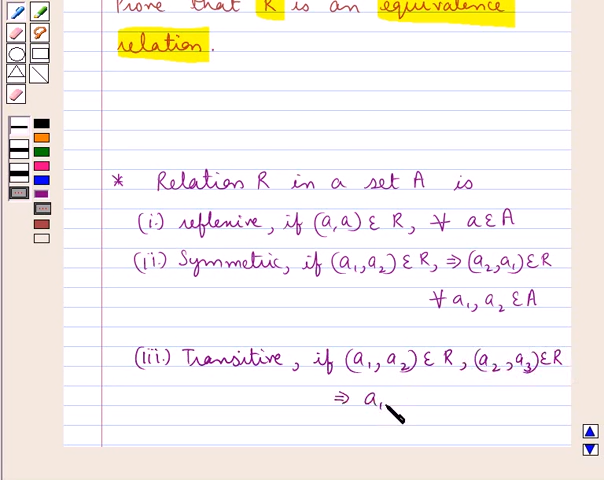 Prove that R is an equivalence
relation.
* Relation R in a set A is
(i.) reflenive, if (a,a) ε R, ∀ a ε A
(ii.) Symmetric, if (a₁,a₂) ε R, ⇒ (a₂,a₁) ε R
∀ a₁, a₂ ε A
(iii.) Transitive, if (a₁, a₂) ε R, (a₂, a₃) ε R
⇒ a₁